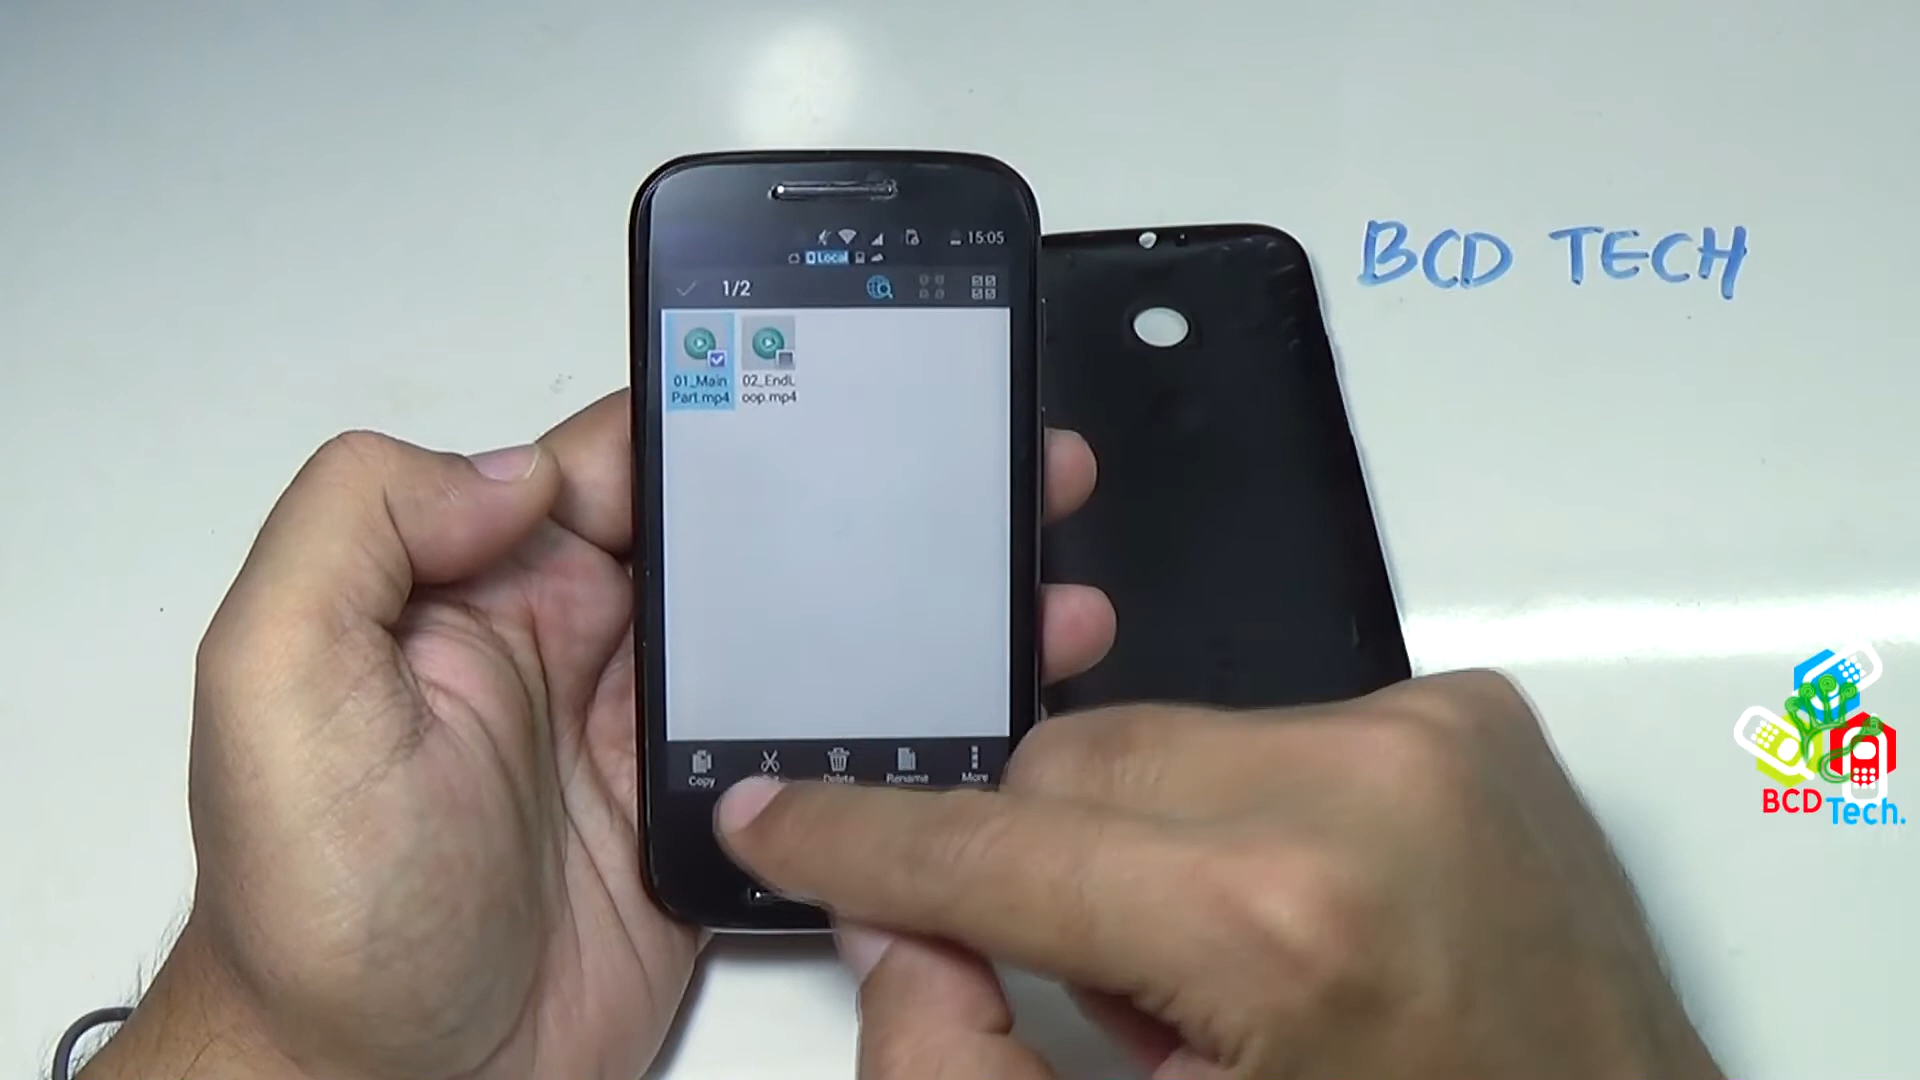 15:05
Local
1/2
01_Main
Part.mp4
02_EndL
oop.mp4
Copy
Delete
Rename
More
BCD TECH
BCD Tech.